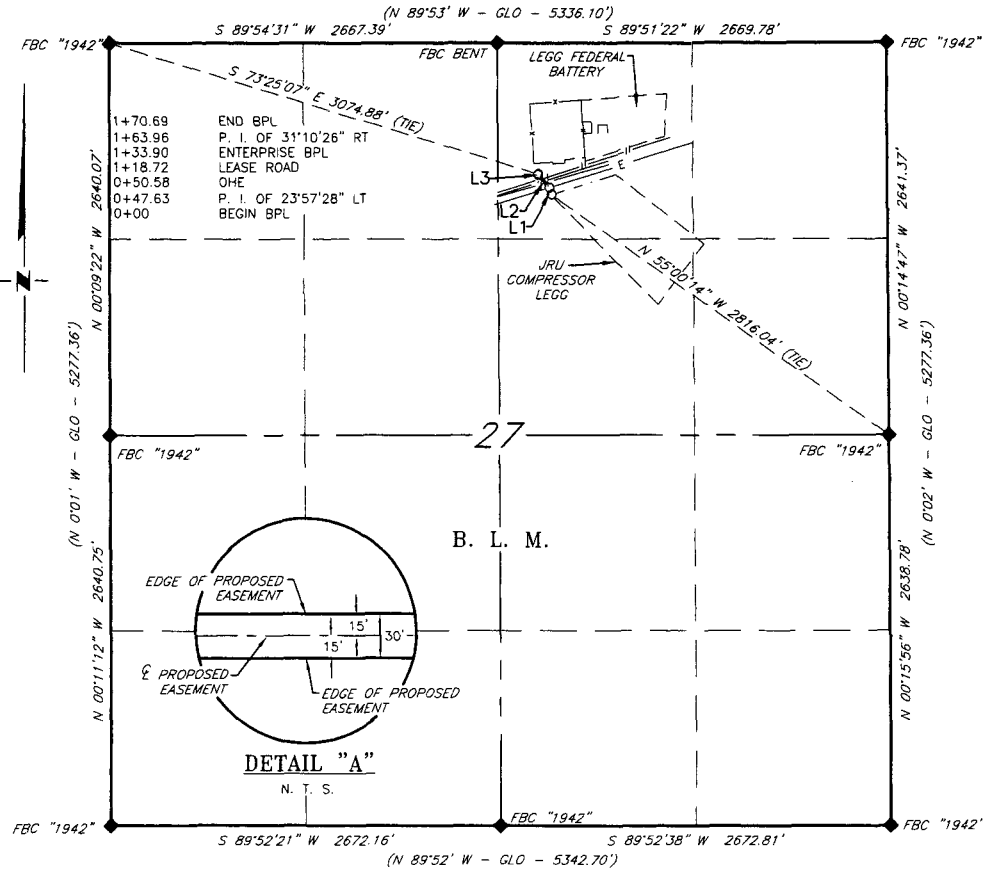 (N 89°53' W - GLO - 5336.10')
S 89°54'31" W 2667.39'
S 89°51'22" W 2669.78'
FBC "1942"
FBC BENT
FBC "1942"
LEGG FEDERAL
BATTERY
S 73°25'07" E 3074.88' (TIE)
1+70.69 END BPL
1+63.96 P. I. OF 31°10'26" RT
1+33.90 ENTERPRISE BPL
1+18.72 LEASE ROAD
0+50.58 OHE
0+47.63 P. I. OF 23°57'28" LT
0+00 BEGIN BPL
E
L3
L2
L1
N 00°09'22" W 2640.07'
N 00°14'47" W 2641.37'
N
JRU
COMPRESSOR
LEGG
N 55°00'14" W 2816.04' (TIE)
(N 0°01' W - GLO - 5277.36')
(N 0°02' W - GLO - 5277.36')
27
FBC "1942"
FBC "1942"
B. L. M.
EDGE OF PROPOSED
EASEMENT
15'
15'
30'
℄ PROPOSED
EASEMENT
EDGE OF PROPOSED
EASEMENT
N 00°11'12" W 2640.75'
N 00°15'56" W 2638.78'
DETAIL "A"
N. T. S.
FBC "1942"
FBC "1942"
FBC "1942'
S 89°52'21" W 2672.16'
S 89°52'38" W 2672.81'
(N 89°52' W - GLO - 5342.70')